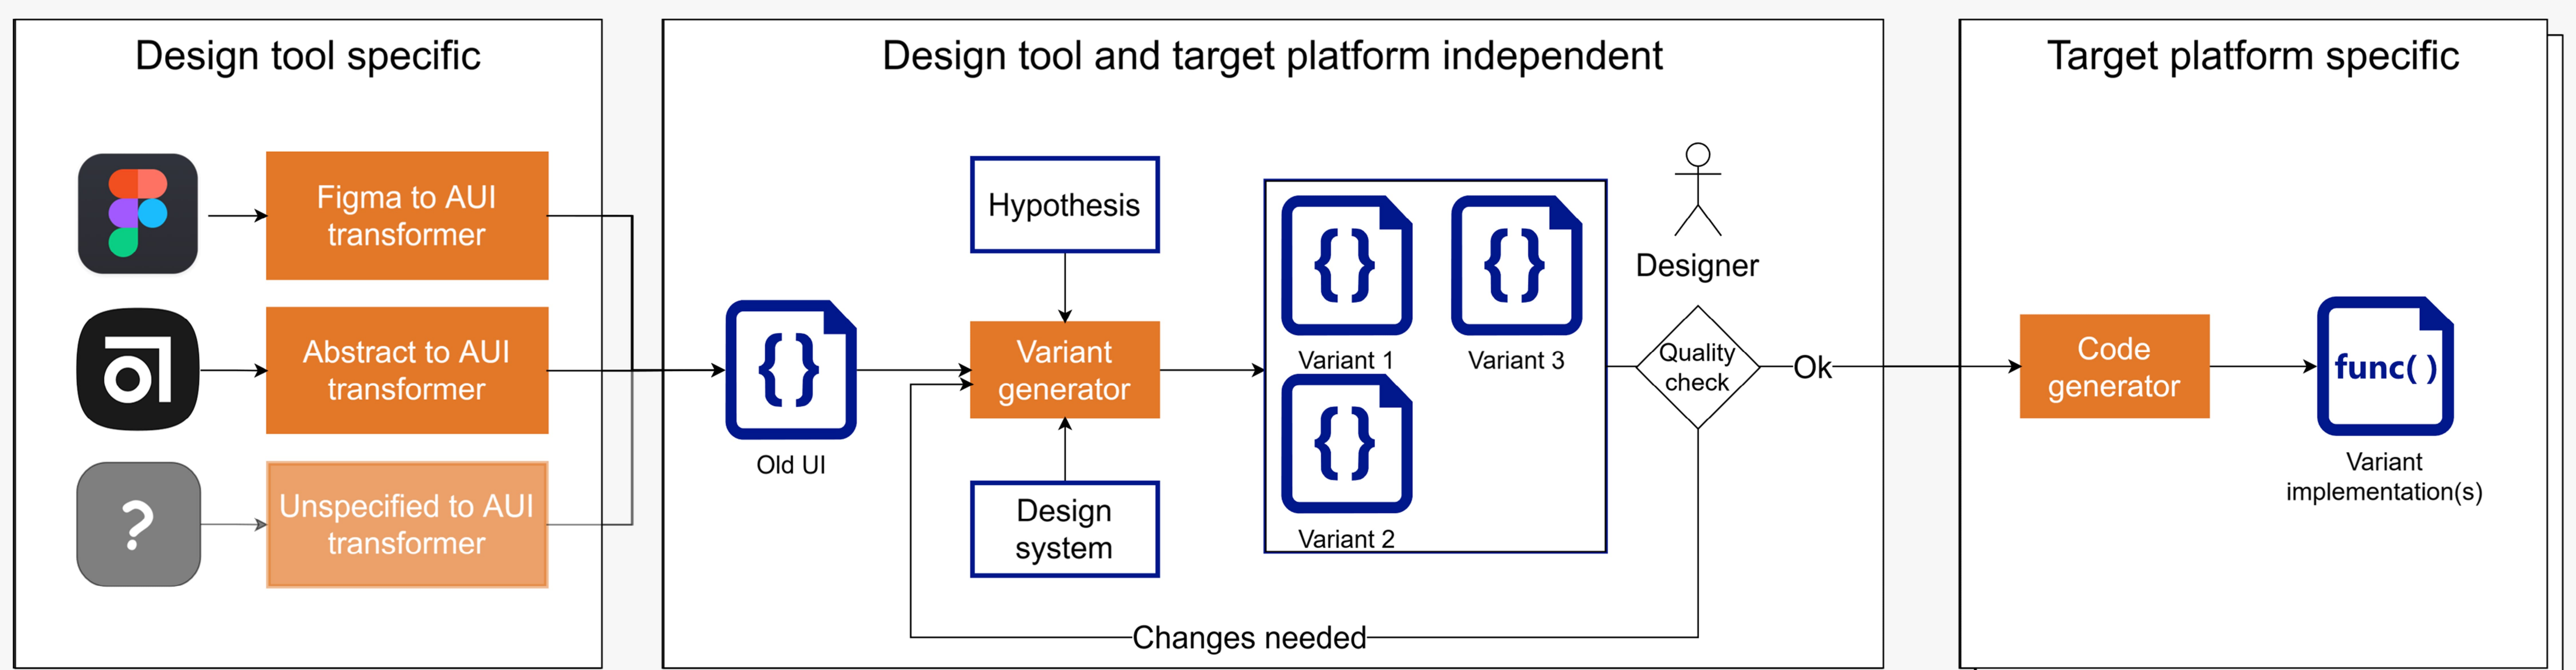 Design tool specific
Figma to AUI
transformer
Abstract to AUI
transformer
?
Unspecified to AUI
transformer
Design tool and target platform independent
{ }
Old UI
Hypothesis
Variant
generator
Design
system
{ }
Variant 1
{ }
Variant 3
{ }
Variant 2
Designer
Quality
check
Ok
Changes needed
Target platform specific
Code
generator
func( )
Variant
implementation(s)